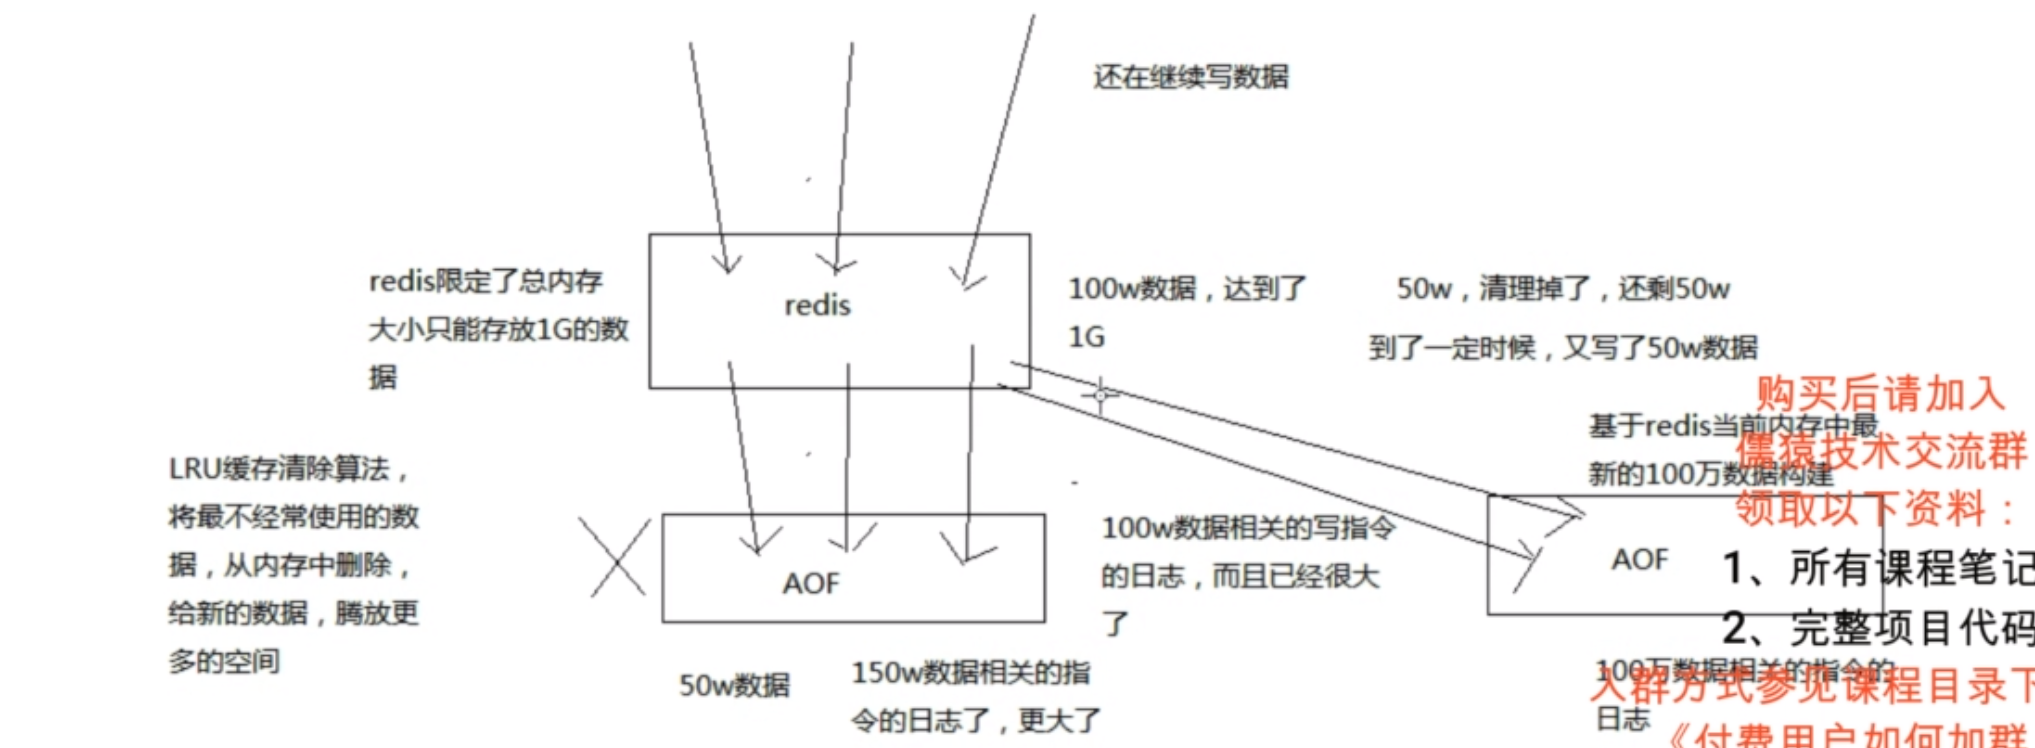 还在继续写数据
redis限定了总内存
大小只能存放1G的数
据
redis
100w数据，达到了
1G
50w，清理掉了，还剩50w
到了一定时候，又写了50w数据
购买后请加入
基于redis当前内存中最
儒猿技术交流群
新的100万数据构建
领取以下资料：
LRU缓存清除算法，
将最不经常使用的数
据，从内存中删除，
给新的数据，腾放更
多的空间
AOF
100w数据相关的写指令
的日志，而且已经很大
了
AOF
1、所有课程笔记
2、完整项目代码
50w数据
150w数据相关的指
令的日志了，更大了
100万数据相关的指令的
日志
入群方式参见课程目录下
《付费用户如何加群